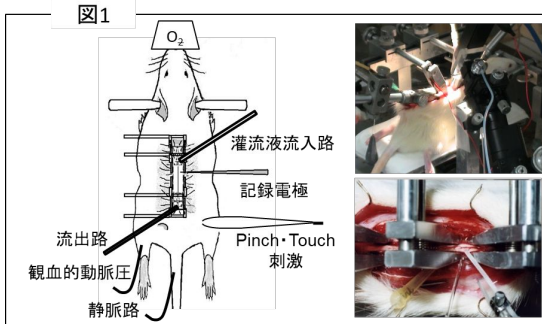 図1
O2
灌流液流入路
記録電極
流出路
Pinch・Touch
刺激
観血的動脈圧
静脈路